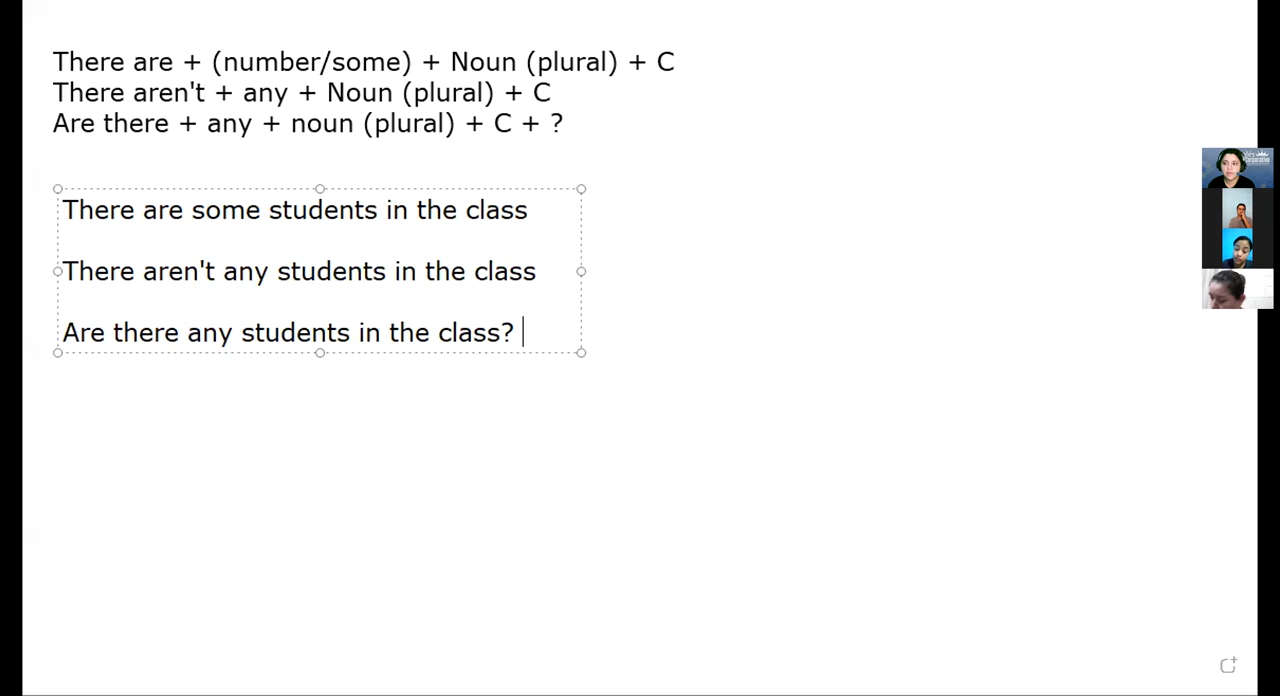 There are + (number/some) + Noun (plural) + C
There aren't + any + Noun (plural) + C
Are there + any + noun (plural) + C + ?
There are some students in the class
There aren't any students in the class
Are there any students in the class?